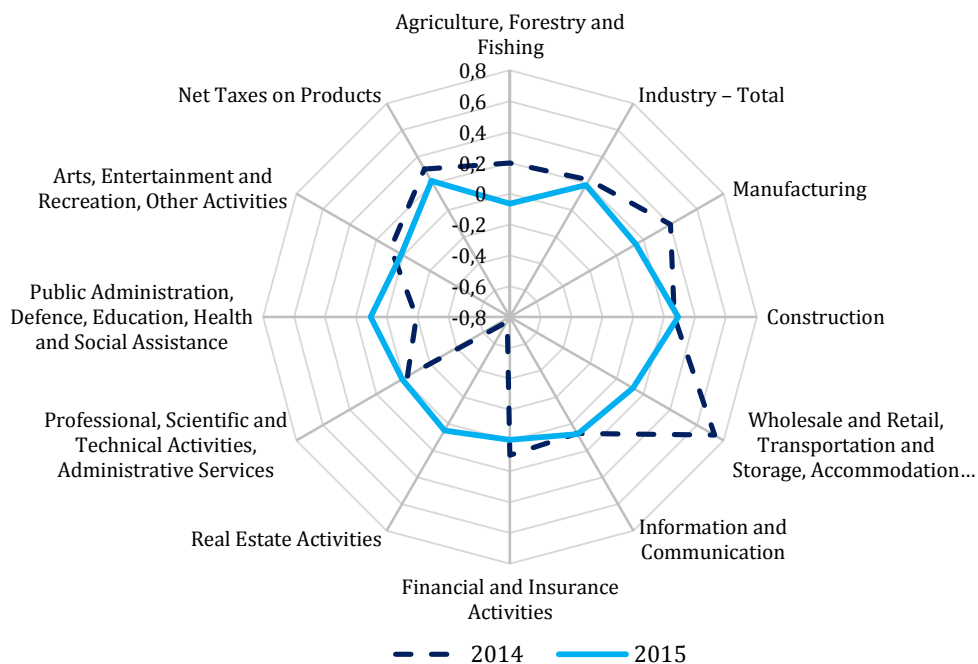 Agriculture, Forestry and
Fishing
Industry – Total
Manufacturing
Construction
Wholesale and Retail,
Transportation and
Storage, Accommodation…
Information and
Communication
Financial and Insurance
Activities
Real Estate Activities
Professional, Scientific and
Technical Activities,
Administrative Services
Public Administration,
Defence, Education, Health
and Social Assistance
Arts, Entertainment and
Recreation, Other Activities
Net Taxes on Products
0,8
0,6
0,4
0,2
0
-0,2
-0,4
-0,6
-0,8
2014
2015